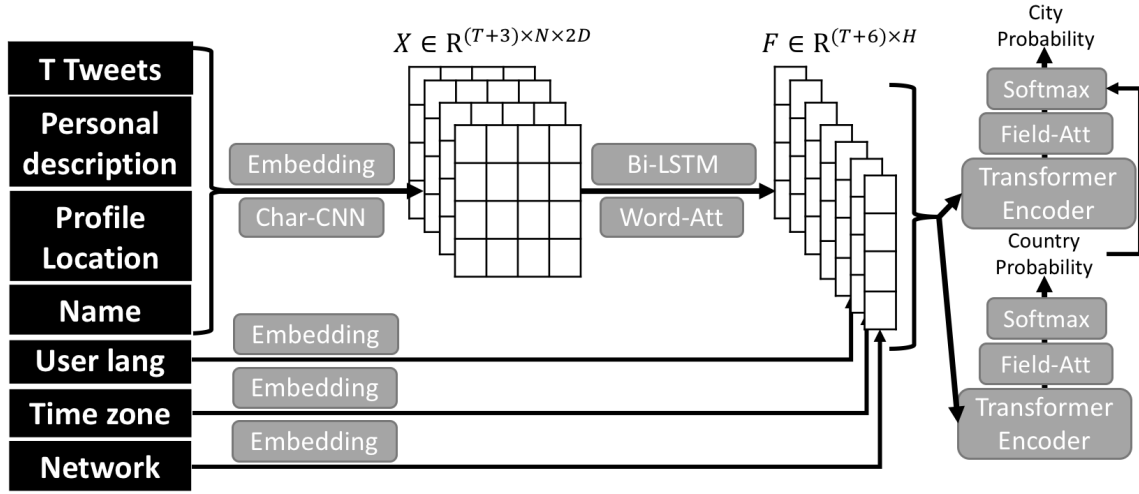 T Tweets
Personal
description
Profile
Location
Name
User lang
Time zone
Network
Embedding
Char-CNN
Embedding
Embedding
Embedding
X ∈ R^{(T+3)×N×2D}
Bi-LSTM
Word-Att
F ∈ R^{(T+6)×H}
City
Probability
Softmax
Field-Att
Transformer
Encoder
Country
Probability
Softmax
Field-Att
Transformer
Encoder